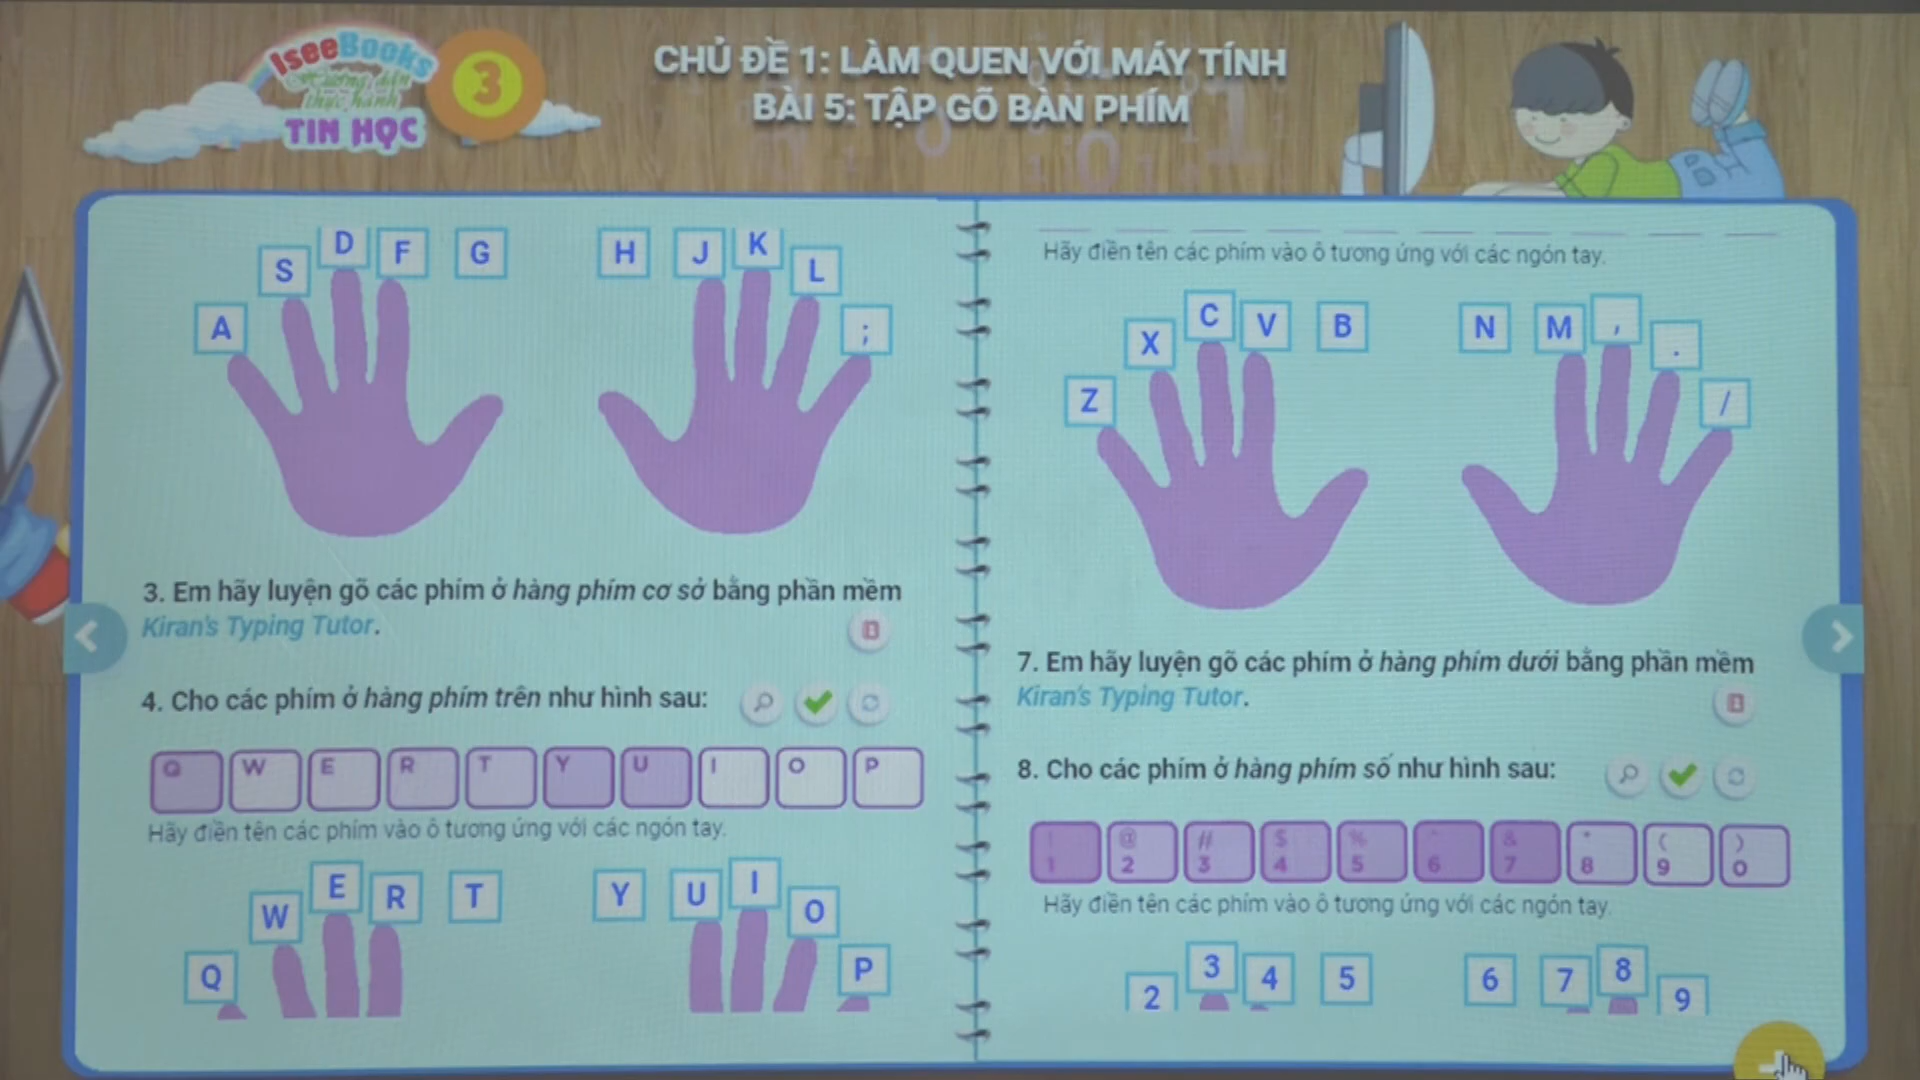 IseeBooks
Hướng dẫn
thực hành
TIN HỌC
3
CHỦ ĐỀ 1: LÀM QUEN VỚI MÁY TÍNH
BÀI 5: TẬP GÕ BÀN PHÍM
A S D F G H J K L ;
3. Em hãy luyện gõ các phím ở hàng phím cơ sở bằng phần mềm
Kiran's Typing Tutor.
4. Cho các phím ở hàng phím trên như hình sau:
Q W E R T Y U I O P
Hãy điền tên các phím vào ô tương ứng với các ngón tay.
Q W E R T Y U I O P
Hãy điền tên các phím vào ô tương ứng với các ngón tay.
Z X C V B N M , . /
7. Em hãy luyện gõ các phím ở hàng phím dưới bằng phần mềm
Kiran's Typing Tutor.
8. Cho các phím ở hàng phím số như hình sau:
! @ # $ % ^ & * ( )
1 2 3 4 5 6 7 8 9 0
Hãy điền tên các phím vào ô tương ứng với các ngón tay.
2 3 4 5 6 7 8 9